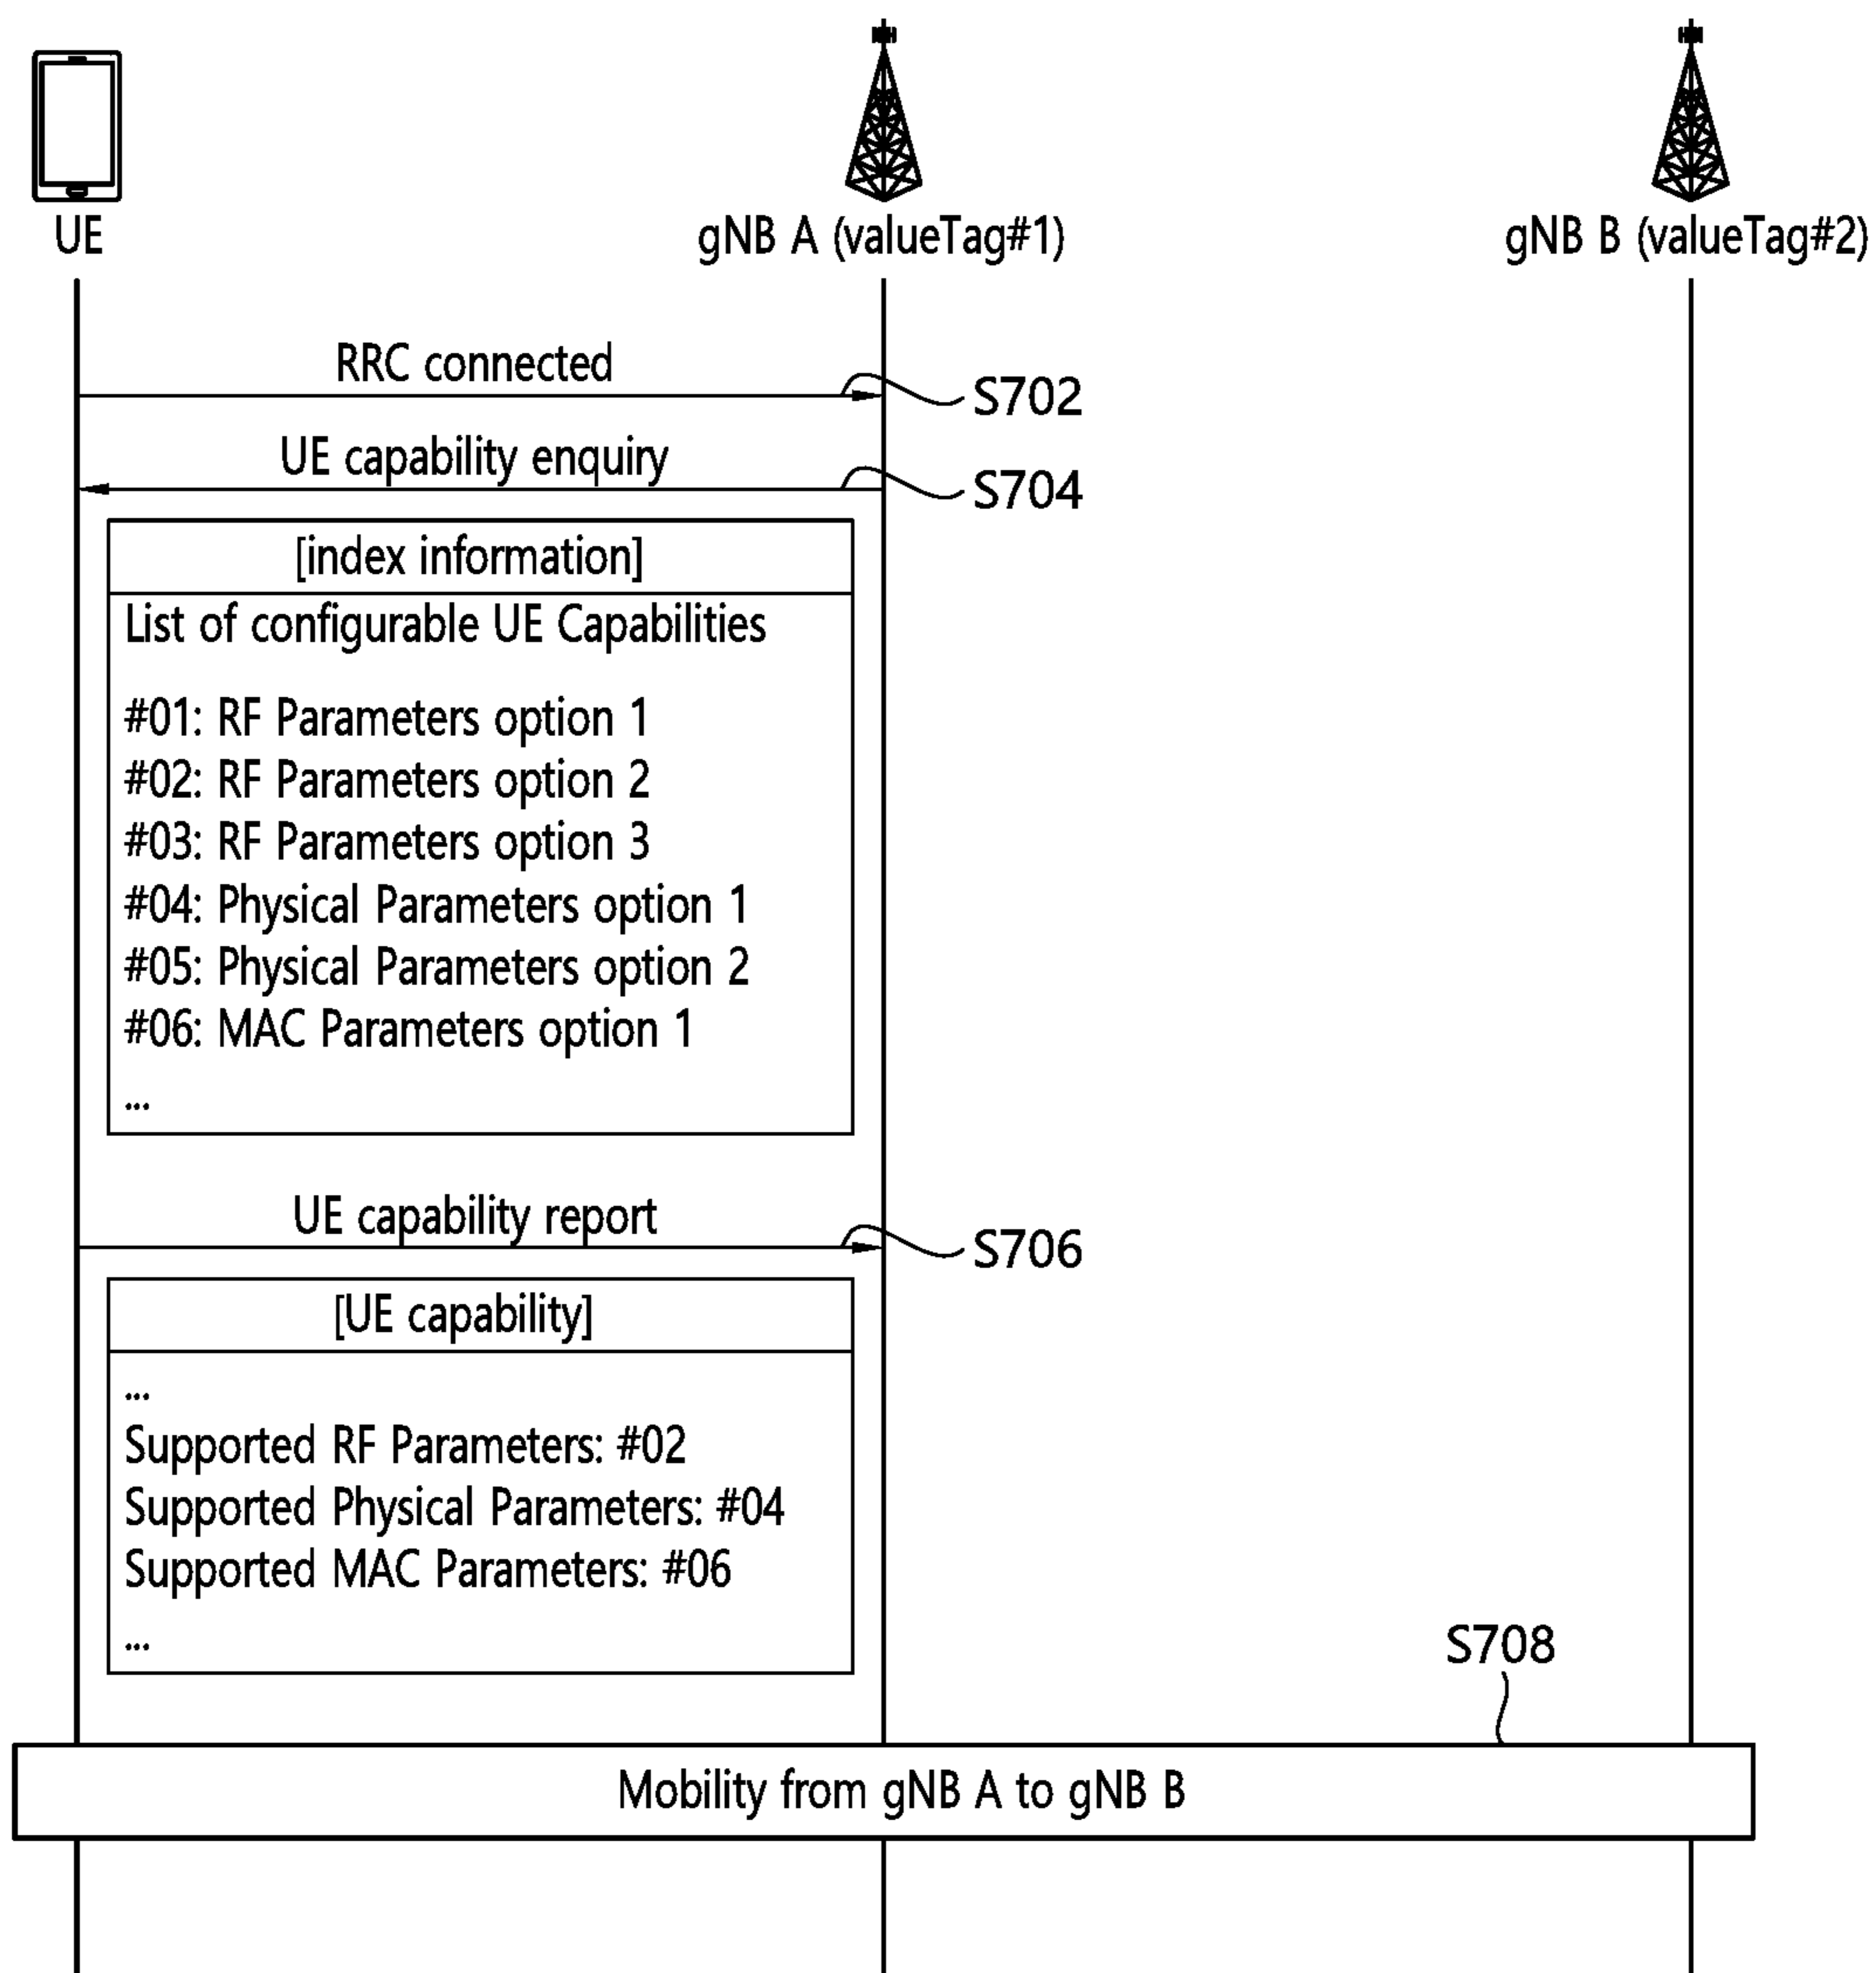 UE
gNB A (valueTag#1)
gNB B (valueTag#2)
RRC connected
S702
UE capability enquiry
S704
[index information]
List of configurable UE Capabilities
#01: RF Parameters option 1
#02: RF Parameters option 2
#03: RF Parameters option 3
#04: Physical Parameters option 1
#05: Physical Parameters option 2
#06: MAC Parameters option 1
...
UE capability report
S706
[UE capability]
...
Supported RF Parameters: #02
Supported Physical Parameters: #04
Supported MAC Parameters: #06
...
S708
Mobility from gNB A to gNB B